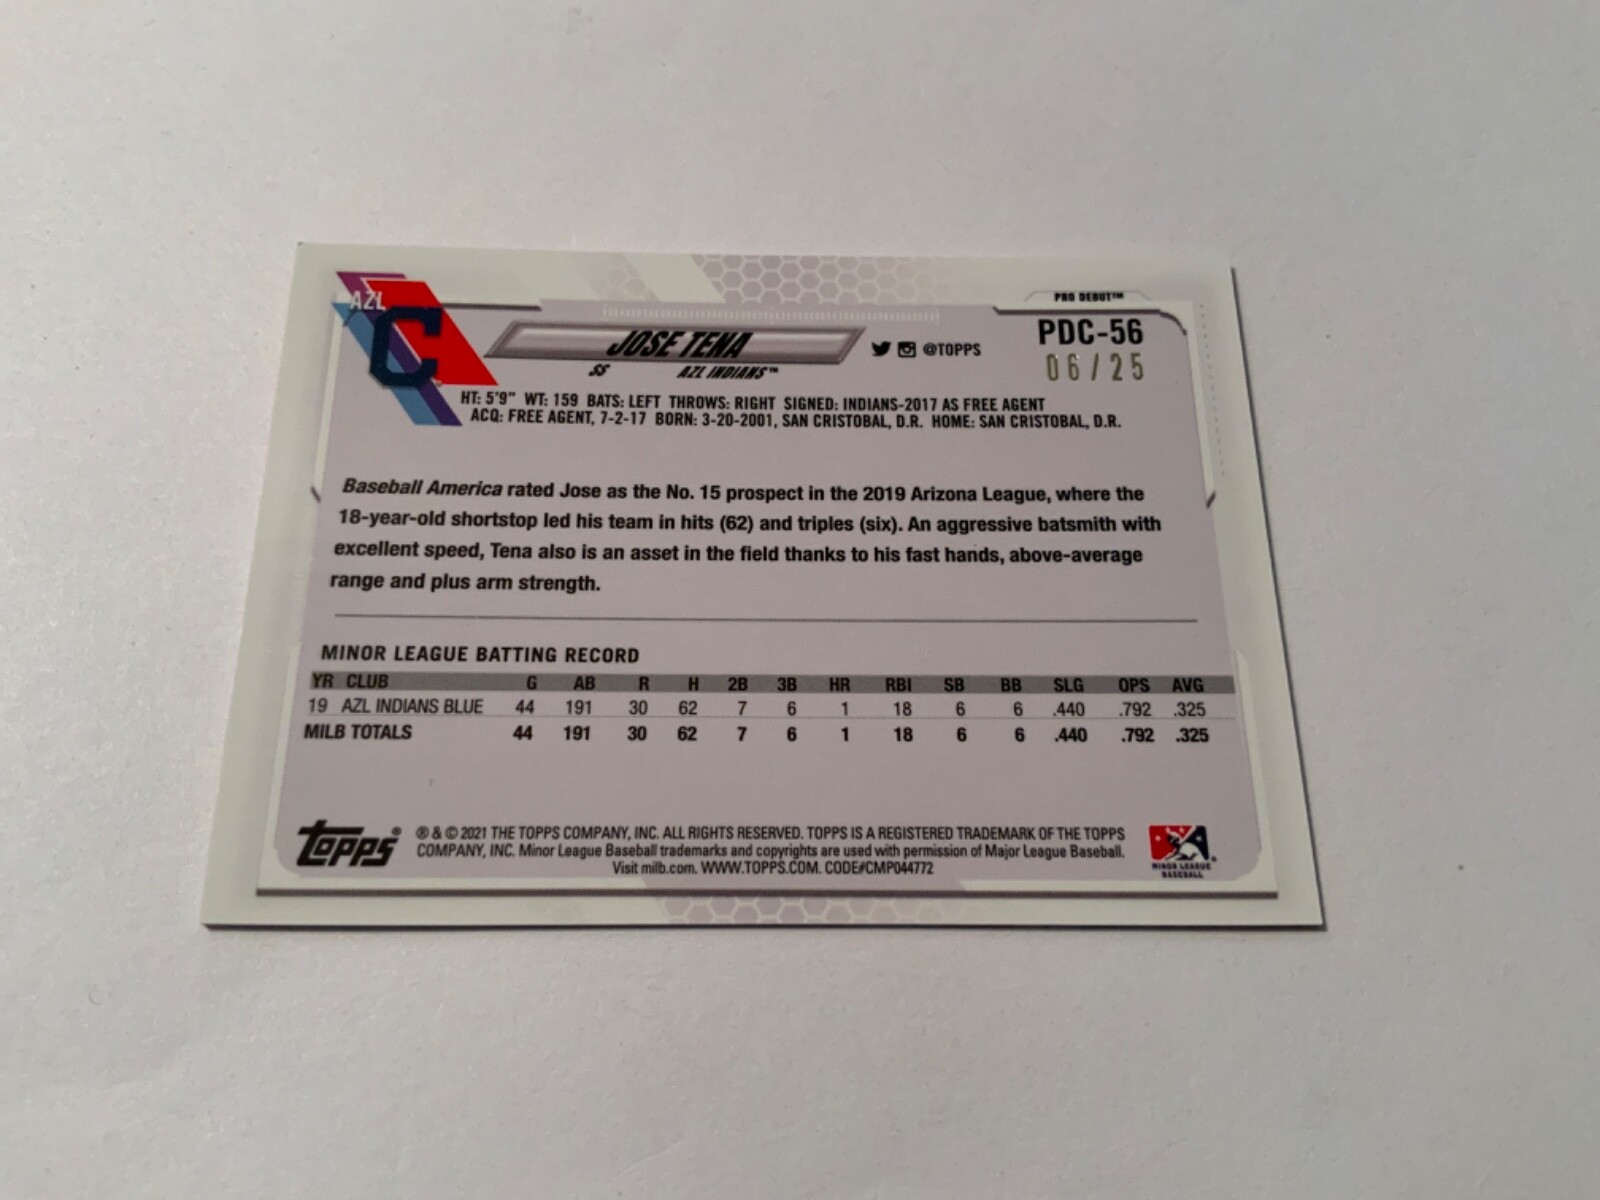 AZL
C
PRO DEBUT™
PDC-56
06/25
JOSE TENA
@TOPPS
SS AZL INDIANS™
HT: 5'9" WT: 159 BATS: LEFT THROWS: RIGHT SIGNED: INDIANS-2017 AS FREE AGENT
ACQ: FREE AGENT, 7-2-17 BORN: 3-20-2001, SAN CRISTOBAL, D.R. HOME: SAN CRISTOBAL, D.R.
Baseball America rated Jose as the No. 15 prospect in the 2019 Arizona League, where the
18-year-old shortstop led his team in hits (62) and triples (six). An aggressive batsmith with
excellent speed, Tena also is an asset in the field thanks to his fast hands, above-average
range and plus arm strength.
MINOR LEAGUE BATTING RECORD
YR CLUB G AB R H 2B 3B HR RBI SB BB SLG OPS AVG
19 AZL INDIANS BLUE 44 191 30 62 7 6 1 18 6 6 .440 .792 .325
MILB TOTALS 44 191 30 62 7 6 1 18 6 6 .440 .792 .325
topps®
® & © 2021 THE TOPPS COMPANY, INC. ALL RIGHTS RESERVED. TOPPS IS A REGISTERED TRADEMARK OF THE TOPPS
COMPANY, INC. Minor League Baseball trademarks and copyrights are used with permission of Major League Baseball.
Visit milb.com. WWW.TOPPS.COM. CODE#CMP044772
MINOR LEAGUE
BASEBALL